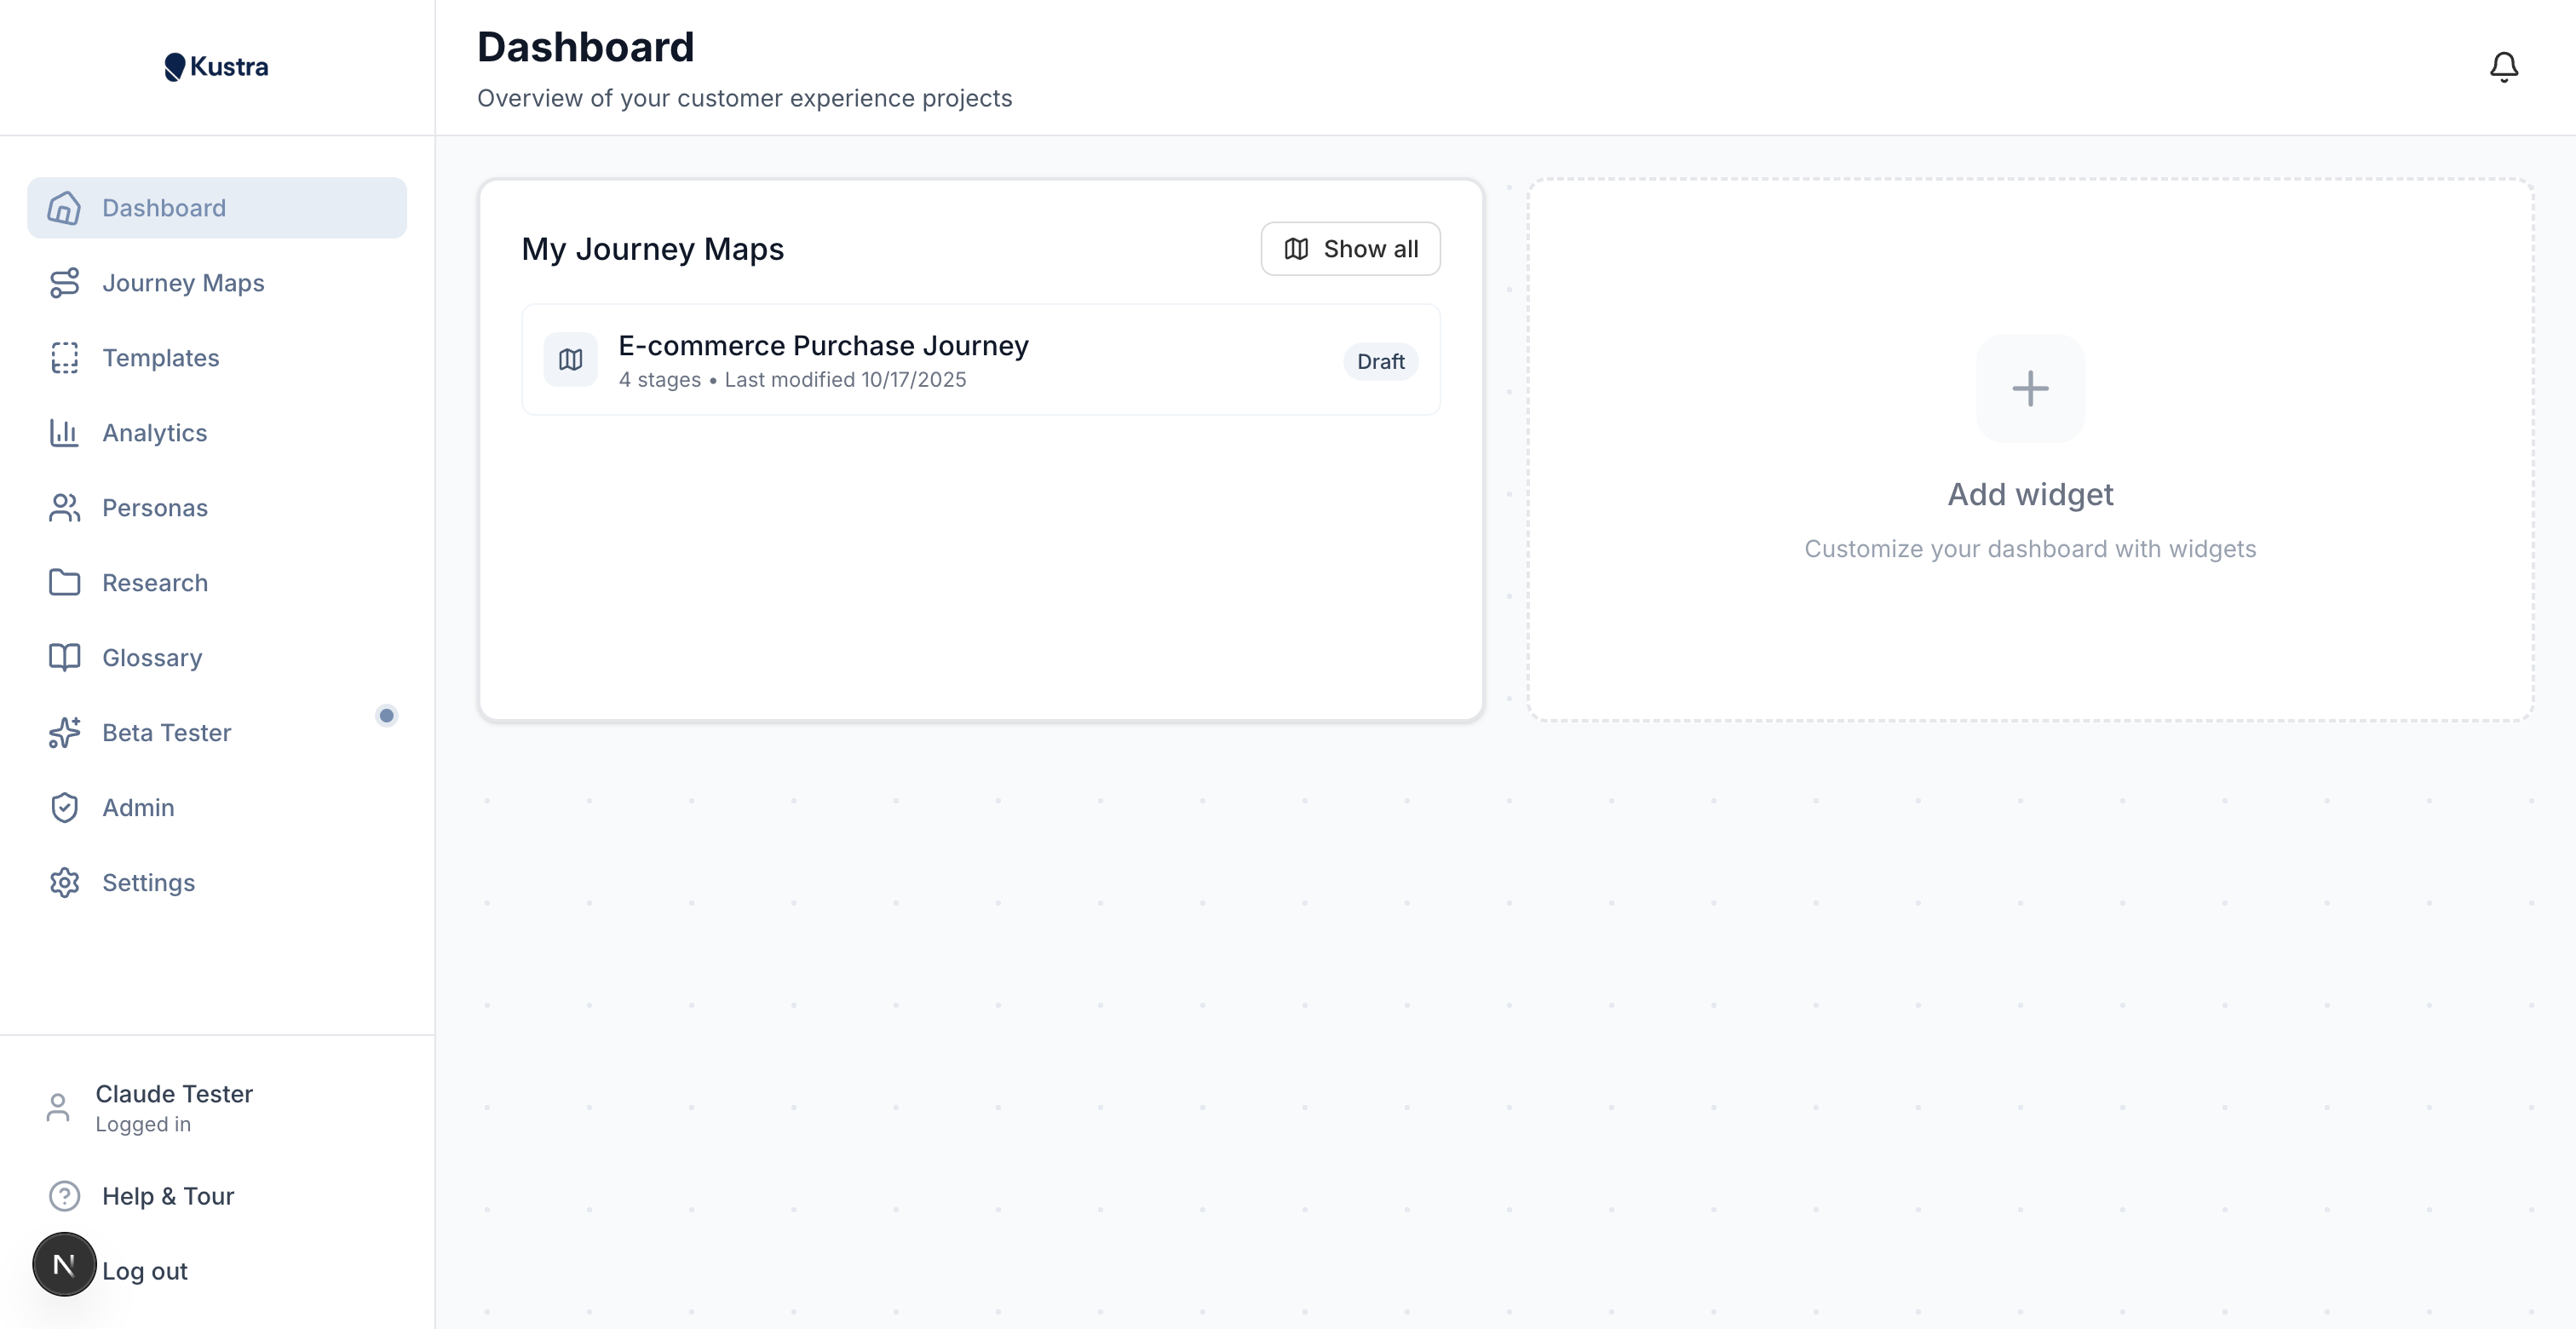 Kustra
Dashboard
Overview of your customer experience projects
Dashboard
Journey Maps
Templates
Analytics
Personas
Research
Glossary
Beta Tester
Admin
Settings
Claude Tester
Logged in
Help & Tour
N
Log out
My Journey Maps
Show all
E-commerce Purchase Journey
4 stages • Last modified 10/17/2025
Draft
Add widget
Customize your dashboard with widgets